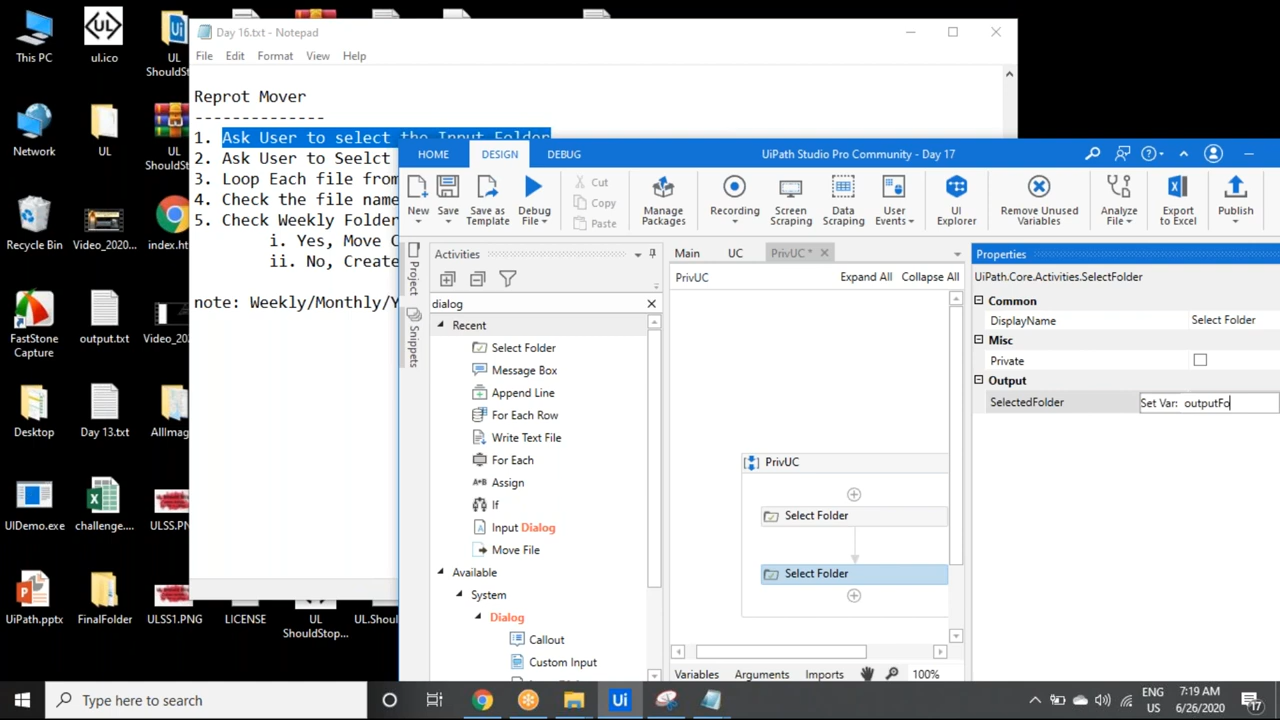 This PC
ul.ico
UL
ShouldSt
Network
UL
UL
ShouldSt
Recycle Bin
Video_2020...
index.ht
FastStone
Capture
output.txt
Video_20
Desktop
Day 13.txt
AllImag
UIDemo.exe
challenge....
ULSS.PN
UiPath.pptx
FinalFolder
ULSS1.PNG
LICENSE
UL
ShouldStop...
UL.Should
Day 16.txt - Notepad
File Edit Format View Help
Reprot Mover
--------------
1. Ask User to select the Input Folder
2. Ask User to Seelct
3. Loop Each file from
4. Check the file name
5. Check Weekly Folder
i. Yes, Move C
ii. No, Create
note: Weekly/Monthly/Y
HOME DESIGN DEBUG
UiPath Studio Pro Community - Day 17
New
Save
Save as
Template
Debug
File
Cut
Copy
Paste
Manage
Packages
Recording
Screen
Scraping
Data
Scraping
User
Events
UI
Explorer
Remove Unused
Variables
Analyze
File
Export
to Excel
Publish
Project
Snippets
Activities
dialog
Recent
Select Folder
Message Box
Append Line
For Each Row
Write Text File
For Each
A+B Assign
If
Input Dialog
Move File
Available
System
Dialog
Callout
Custom Input
Main UC PrivUC *
PrivUC Expand All Collapse All
PrivUC
Select Folder
Select Folder
Variables Arguments Imports 100%
Properties
UiPath.Core.Activities.SelectFolder
Common
DisplayName Select Folder
Misc
Private
Output
SelectedFolder Set Var: outputFo
Type here to search
Ui
ENG
US
7:19 AM
6/26/2020
17